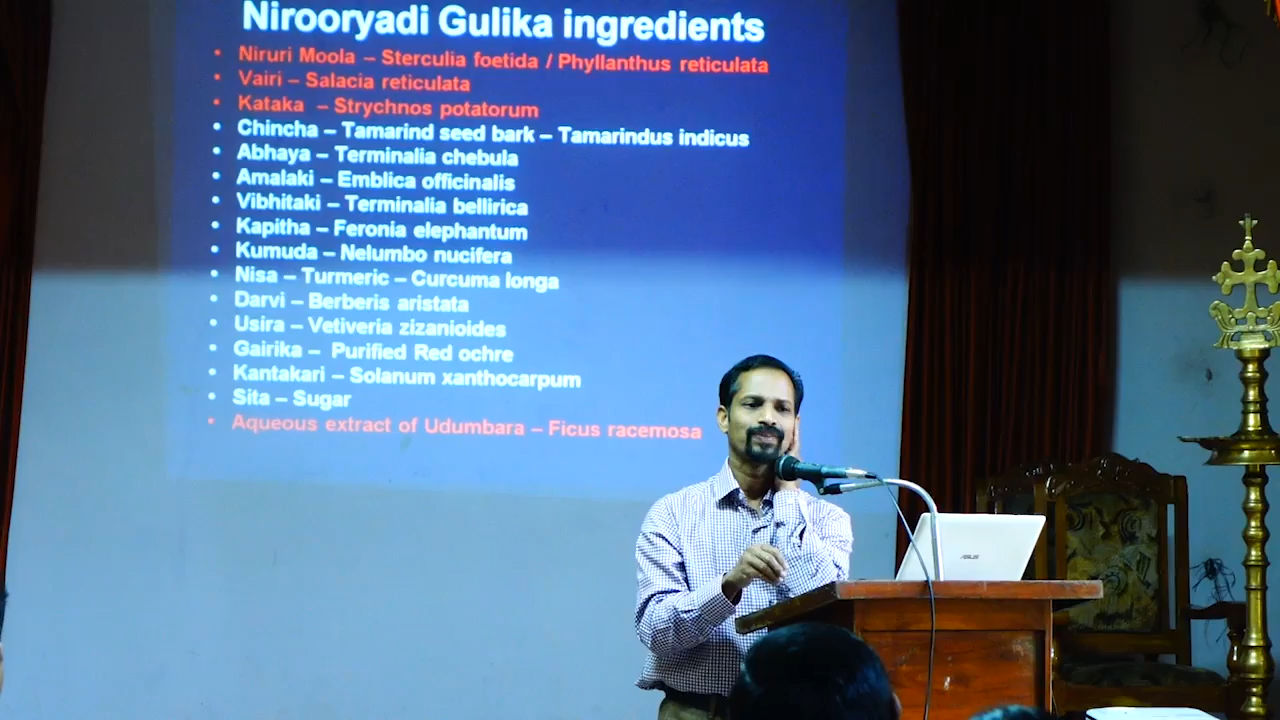 Nirooryadi Gulika ingredients
• Niruri Moola – Sterculia foetida / Phyllanthus reticulata
• Vairi – Salacia reticulata
• Kataka – Strychnos potatorum
• Chincha – Tamarind seed bark – Tamarindus indicus
• Abhaya – Terminalia chebula
• Amalaki – Emblica officinalis
• Vibhitaki – Terminalia bellirica
• Kapitha – Feronia elephantum
• Kumuda – Nelumbo nucifera
• Nisa – Turmeric – Curcuma longa
• Darvi – Berberis aristata
• Usira – Vetiveria zizanioides
• Gairika – Purified Red ochre
• Kantakari – Solanum xanthocarpum
• Sita – Sugar
• Aqueous extract of Udumbara – Ficus racemosa
ASUS